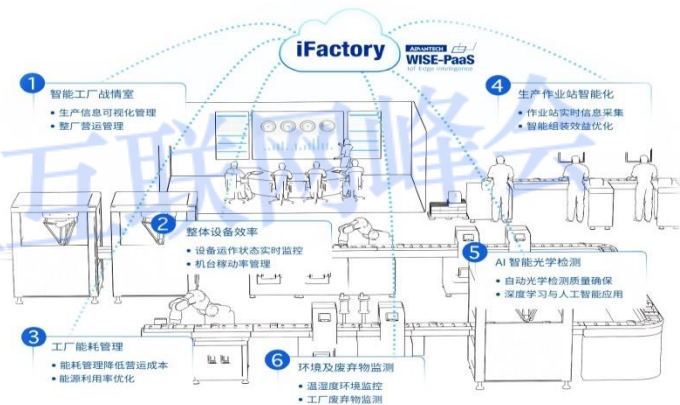 iFactory
ADVANTECH
WISE-PaaS
IoT Edge Intelligence
1
智能工厂战情室
• 生产信息可视化管理
• 整厂营运管理
4
生产作业站智能化
• 作业站实时信息采集
• 智能组装效益优化
互联网峰会
2
整体设备效率
• 设备运作状态实时监控
• 机台稼动率管理
5
AI 智能光学检测
• 自动光学检测质量确保
• 深度学习与人工智能应用
3
工厂能耗管理
• 能耗管理降低营运成本
• 能源利用率优化
6
环境及废弃物监测
• 温湿度环境监控
• 工厂废弃物监测